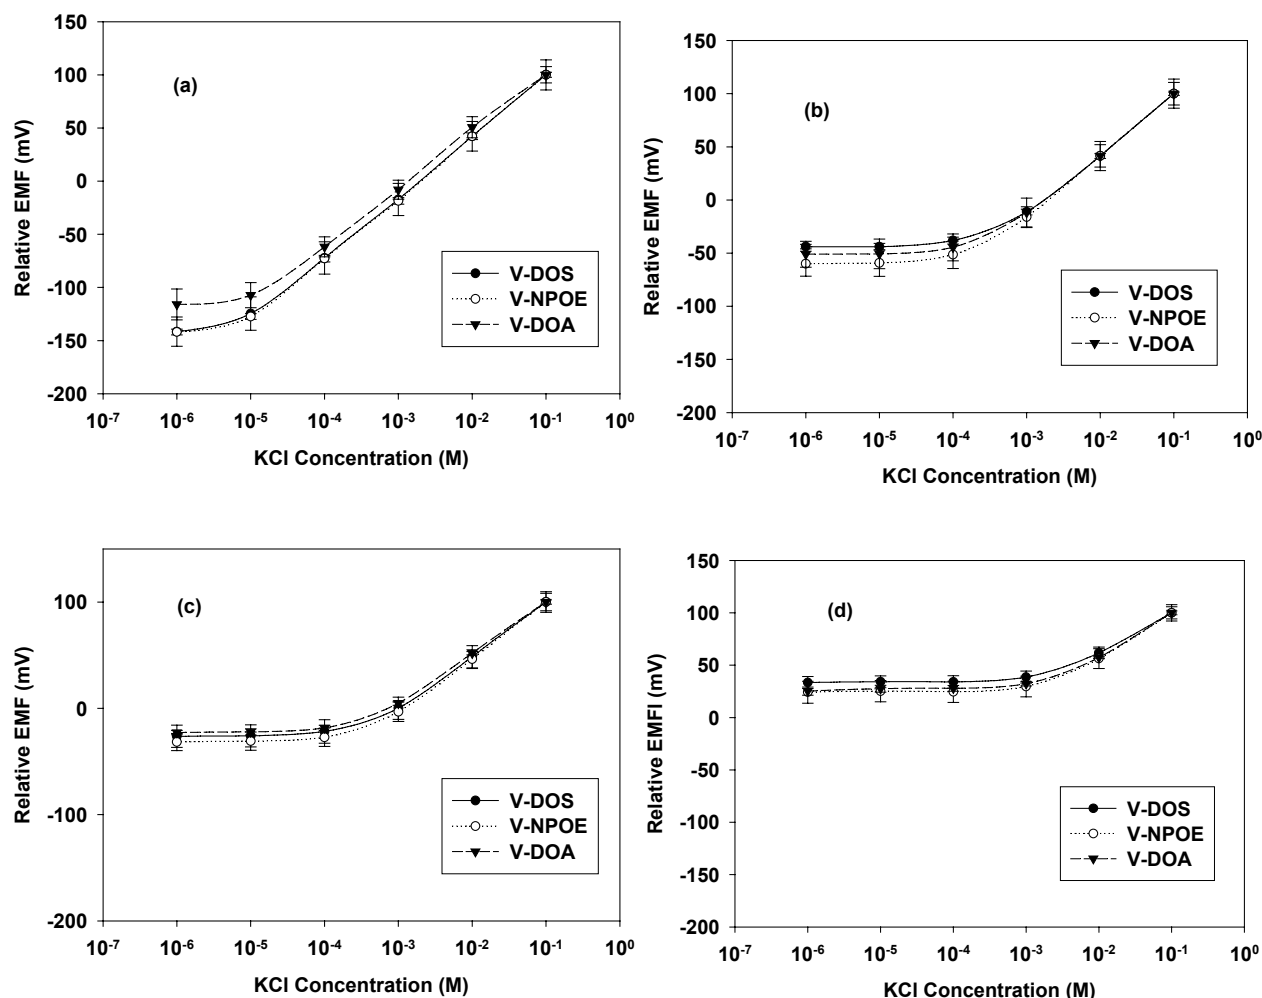 (a)
Relative EMF (mV)
150
100
50
0
-50
-100
-150
-200
V-DOS
V-NPOE
V-DOA
10-7 10-6 10-5 10-4 10-3 10-2 10-1 100
KCl Concentration (M)
(b)
Relative EMF (mV)
150
100
50
0
-50
-100
-150
-200
V-DOS
V-NPOE
V-DOA
10-7 10-6 10-5 10-4 10-3 10-2 10-1 100
KCl Concentration (M)
(c)
Relative EMF (mV)
100
0
-100
-200
V-DOS
V-NPOE
V-DOA
10-7 10-6 10-5 10-4 10-3 10-2 10-1 100
KCl Concentration (M)
(d)
Relative EMFI (mV)
150
100
50
0
-50
-100
-150
-200
V-DOS
V-NPOE
V-DOA
10-7 10-6 10-5 10-4 10-3 10-2 10-1 100
KCl Concentration (M)